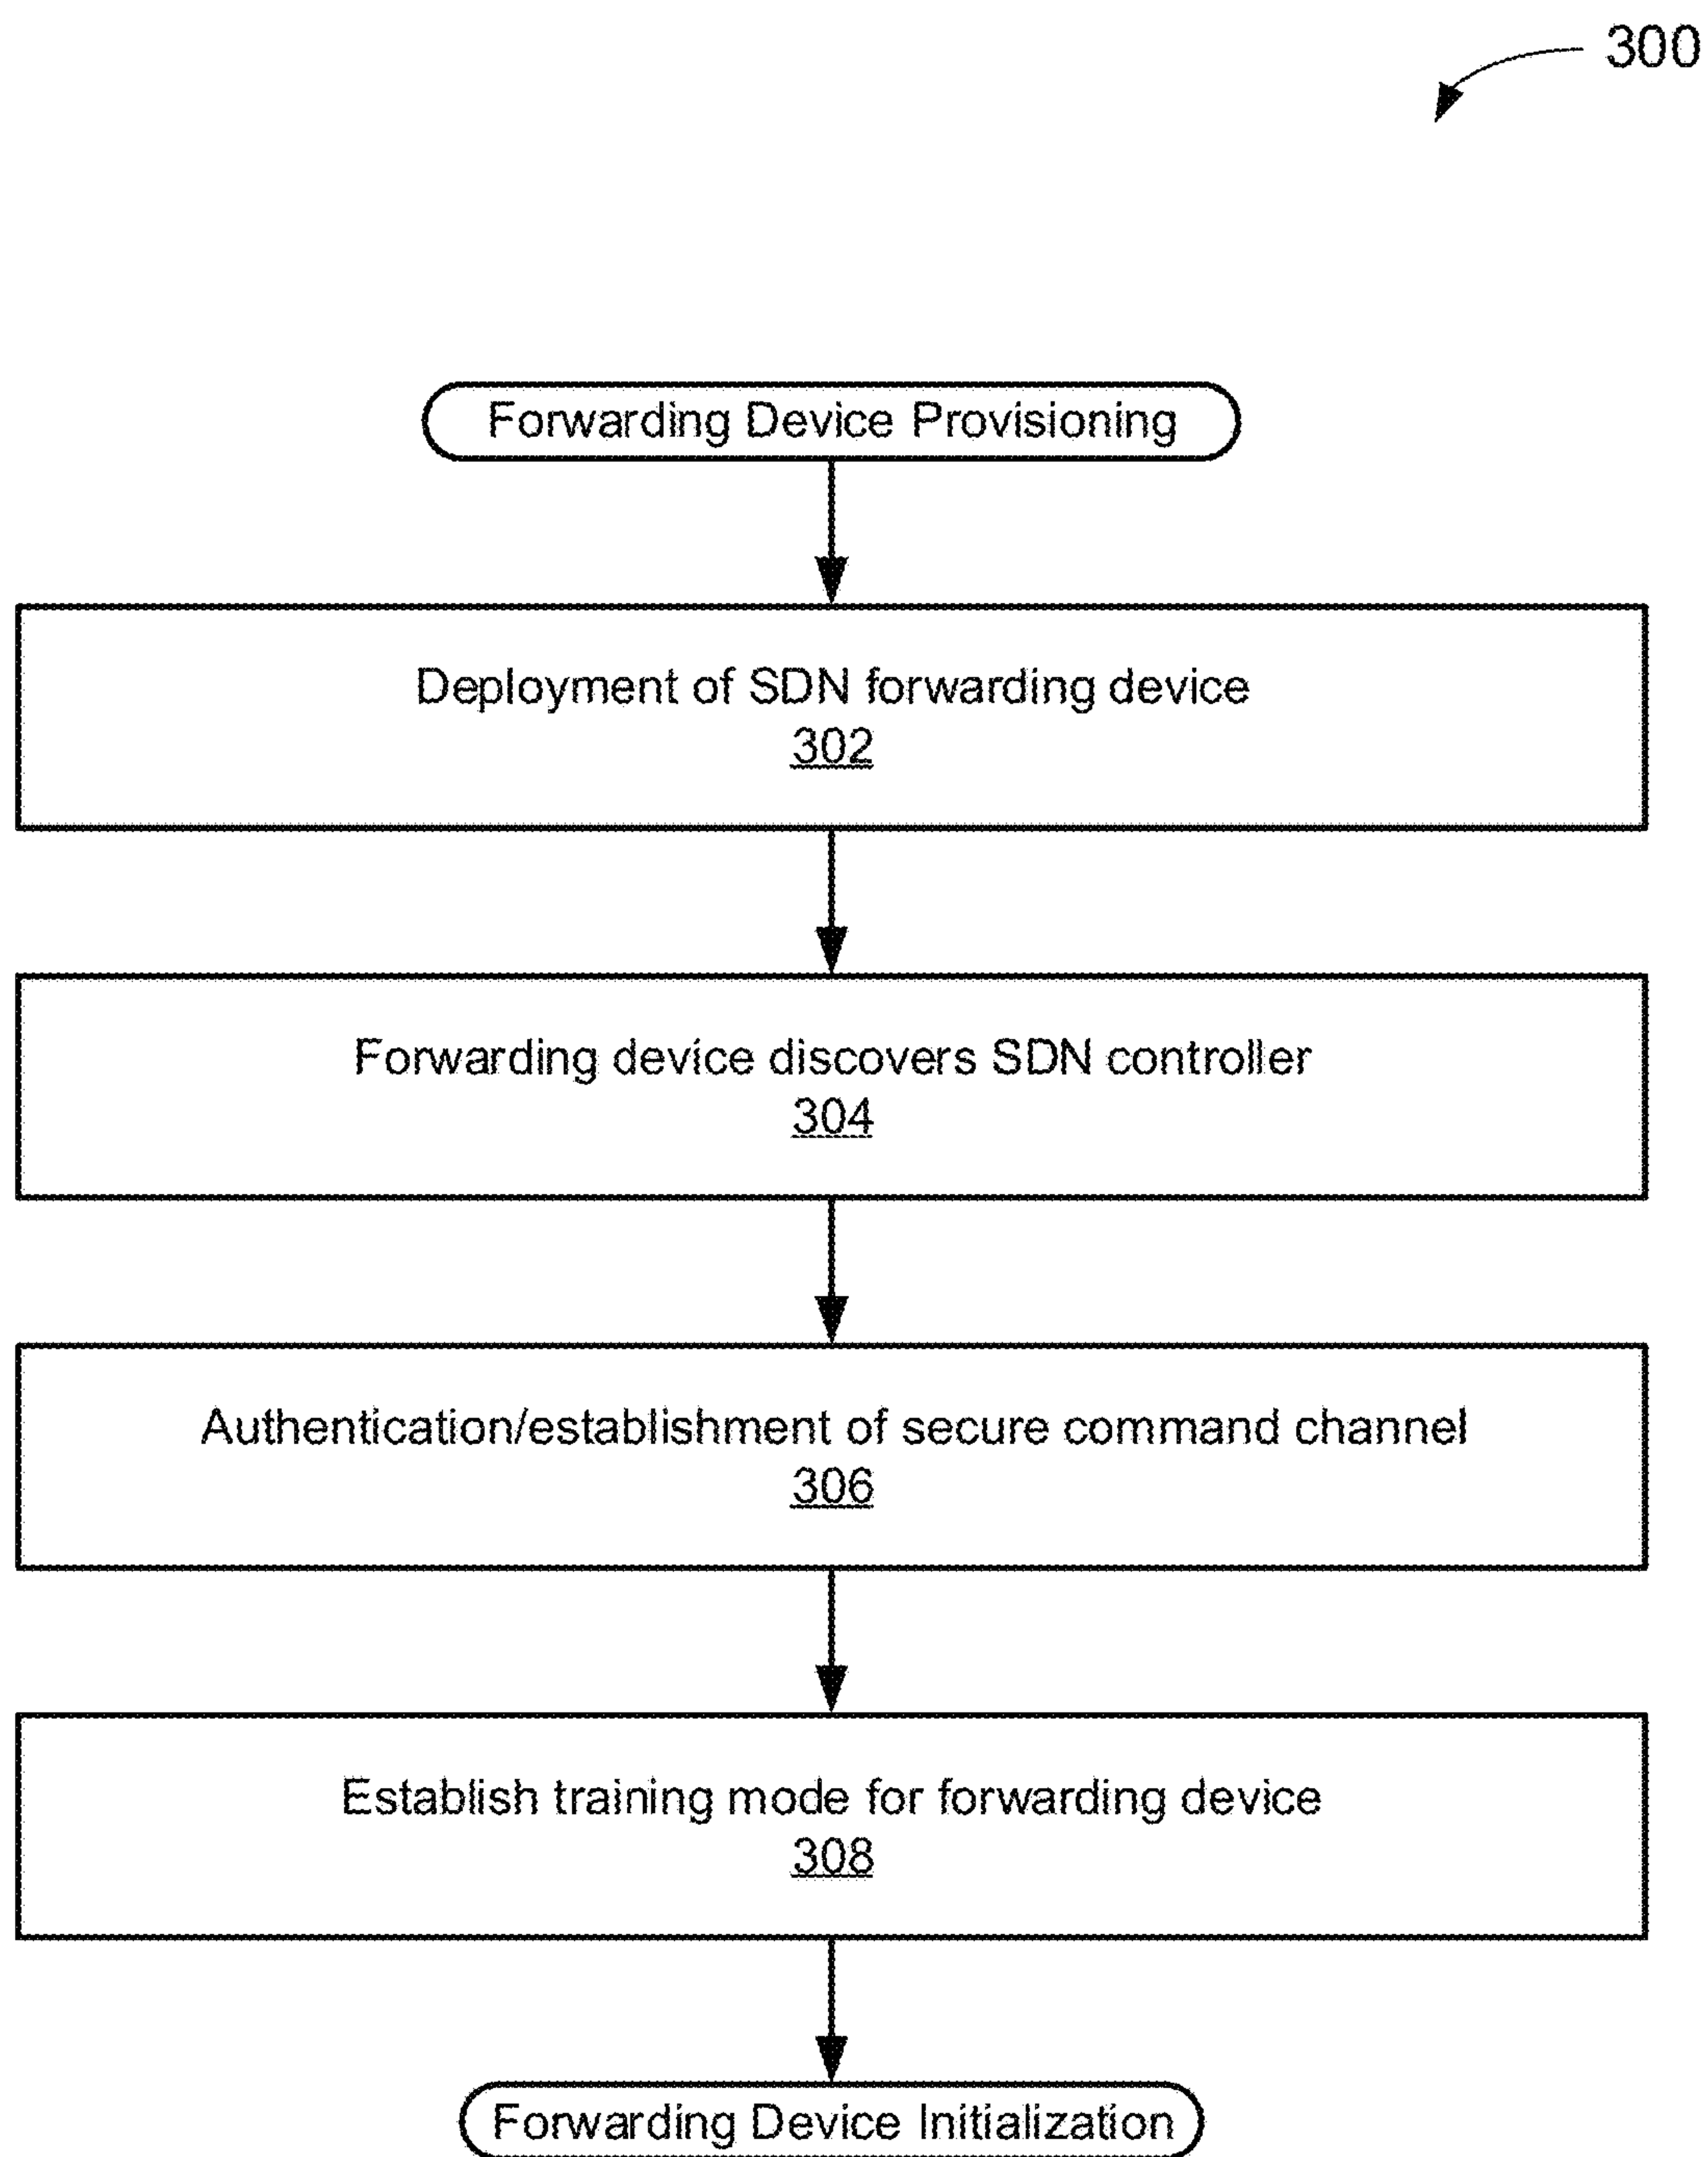 300
Forwarding Device Provisioning
Deployment of SDN forwarding device
302
Forwarding device discovers SDN controller
304
Authentication/establishment of secure command channel
306
Establish training mode for forwarding device
308
Forwarding Device Initialization